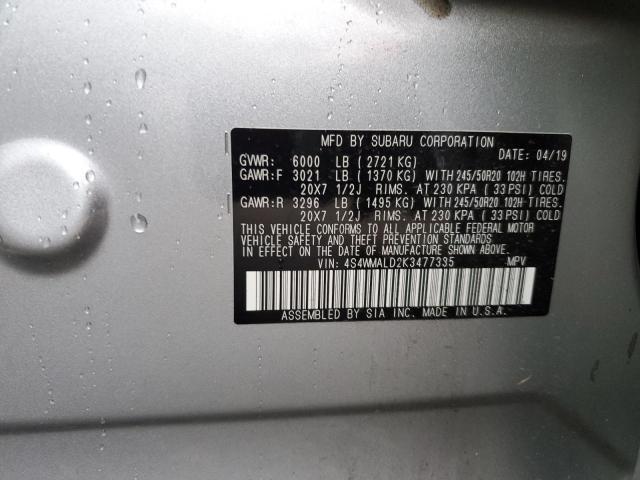 MFD BY SUBARU CORPORATION
GVWR: 6000 LB ( 2721 KG) DATE: 04/19
GAWR:F 3021 LB ( 1370 KG) WITH 245/50R20 102H TIRES.
20X7 1/2J RIMS. AT 230 KPA ( 33 PSI) COLD
GAWR:R 3296 LB ( 1495 KG) WITH 245/50R20 102H TIRES.
20X7 1/2J RIMS. AT 230 KPA ( 33 PSI) COLD
THIS VEHICLE CONFORMS TO ALL APPLICABLE FEDERAL MOTOR
VEHICLE SAFETY AND THEFT PREVENTION STANDARDS
IN EFFECT ON THE DATE OF MANUFACTURE SHOWN ABOVE.
VIN: 4S4WMALD2K3477335 MPV
ASSEMBLED BY SIA INC. MADE IN U.S.A.